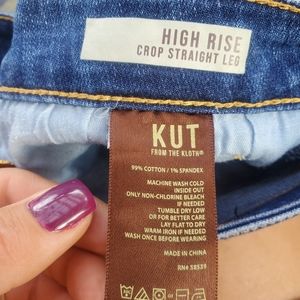 HIGH RISE
CROP STRAIGHT LEG
KUT
FROM THE KLOTH®
99% COTTON / 1% SPANDEX
MACHINE WASH COLD
INSIDE OUT
ONLY NON-CHLORINE BLEACH
IF NEEDED
TUMBLE DRY LOW
OR FOR BETTER CARE
LAY FLAT TO DRY
WARM IRON IF NEEDED
WASH ONCE BEFORE WEARING
MADE IN CHINA
RN# 58539